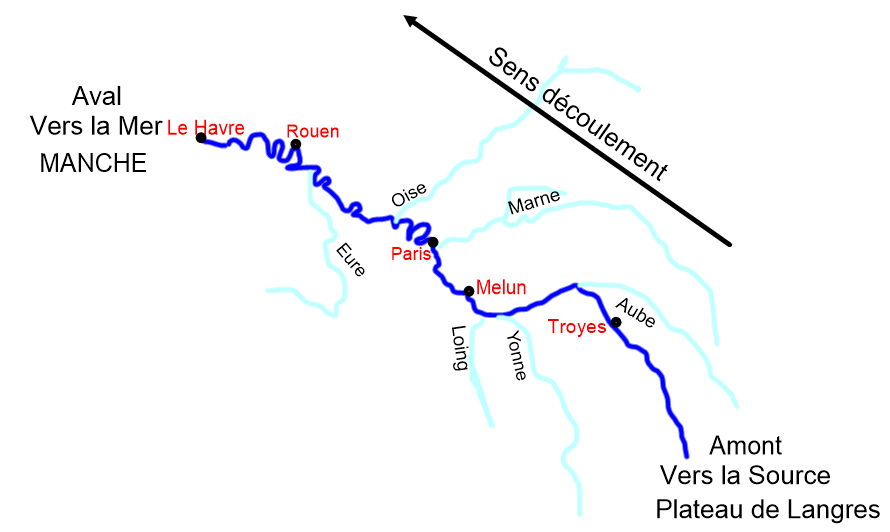 Sens découlement
Aval
Vers la Mer
MANCHE
Le Havre
Rouen
Oise
Marne
Eure
Paris
Melun
Aube
Troyes
Loing
Yonne
Amont
Vers la Source
Plateau de Langres